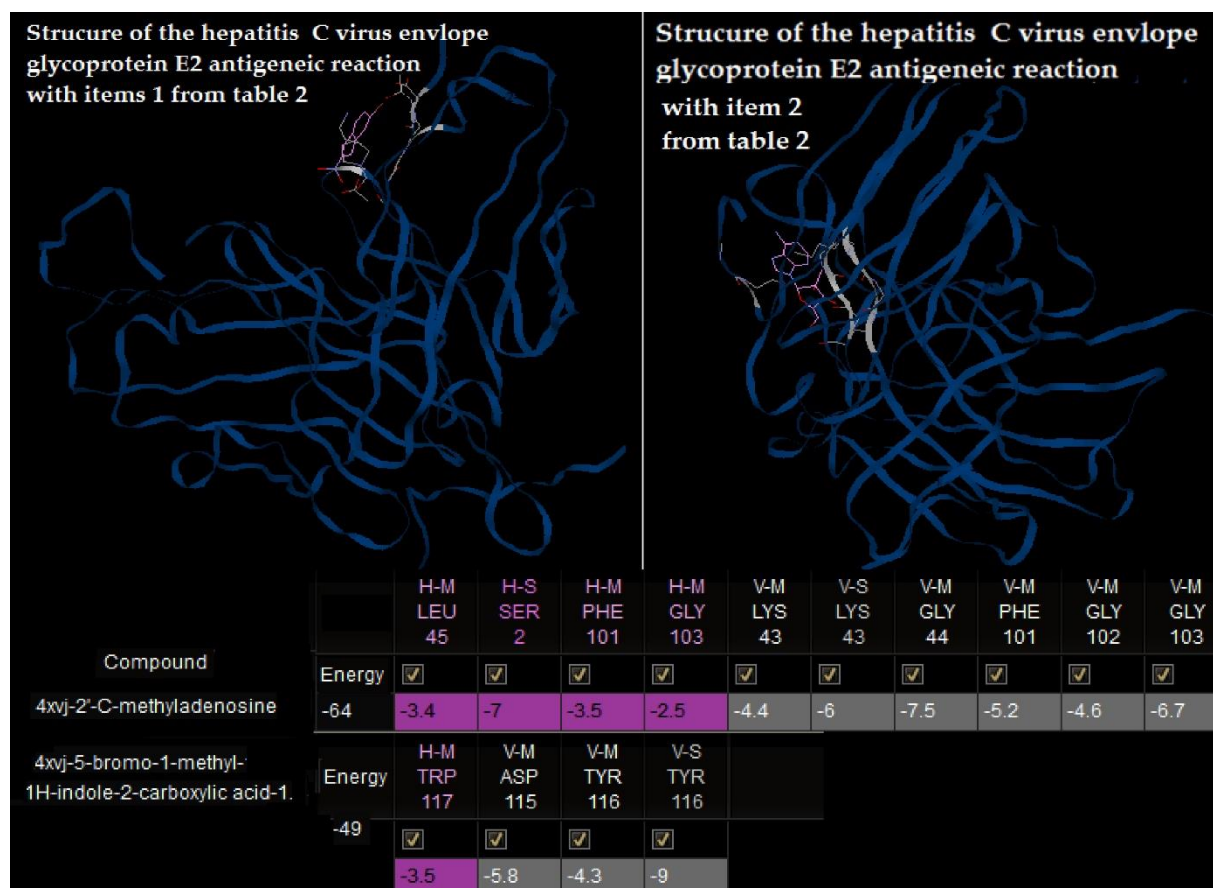 Strucure of the hepatitis C virus envlope
glycoprotein E2 antigeneic reaction
with items 1 from table 2
Strucure of the hepatitis C virus envlope
glycoprotein E2 antigeneic reaction
with item 2
from table 2
H-M H-S H-M H-M V-M V-S V-M V-M V-M V-M
LEU SER PHE GLY LYS LYS GLY PHE GLY GLY
45 2 101 103 43 43 44 101 102 103
Compound
Energy
4xvj-2'-C-methyladenosine -64 -3.4 -7 -3.5 -2.5 -4.4 -6 -7.5 -5.2 -4.6 -6.7
H-M V-M V-M V-S
4xvj-5-bromo-1-methyl-
Energy TRP ASP TYR TYR
1H-indole-2-carboxylic acid-1.
117 115 116 116
-49
-3.5 -5.8 -4.3 -9